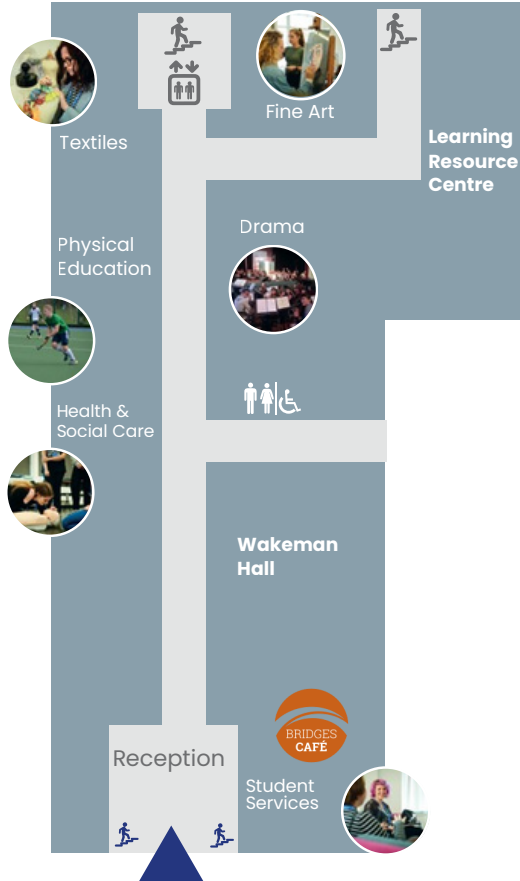 Fine Art
Textiles
Learning
Resource
Centre
Drama
Physical
Education
Health &
Social Care
Wakeman
Hall
BRIDGES
CAFÉ
Reception
Student
Services